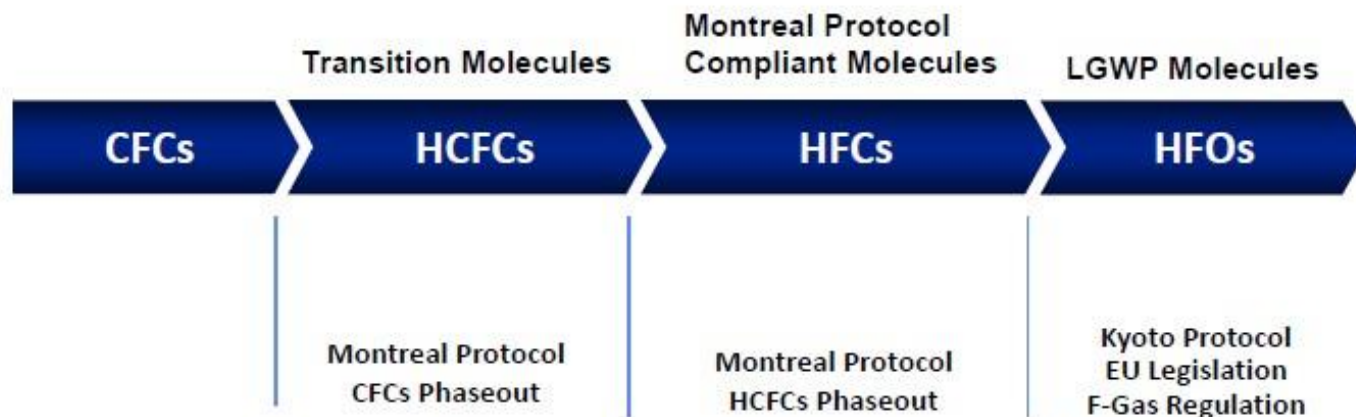 Transition Molecules
Montreal Protocol
Compliant Molecules
LGWP Molecules
CFCs
HCFCs
HFCs
HFOs
Montreal Protocol
CFCs Phaseout
Montreal Protocol
HCFCs Phaseout
Kyoto Protocol
EU Legislation
F-Gas Regulation